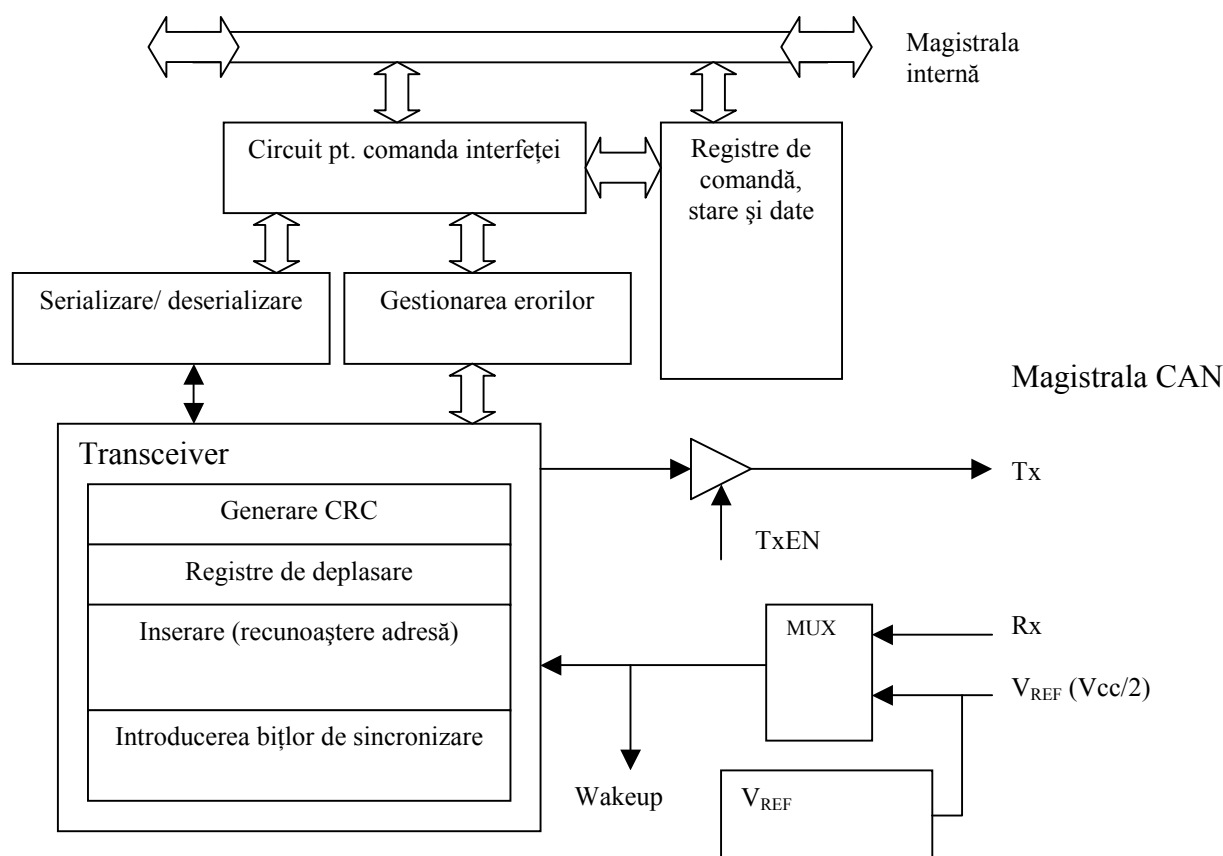 Magistrala
internă
Circuit pt. comanda interfeței
Registre de
comandă,
stare şi date
Serializare/ deserializare
Gestionarea erorilor
Magistrala CAN
Transceiver
Tx
Generare CRC
TxEN
Registre de deplasare
Inserare (recunoaştere adresă)
MUX
Rx
VREF (Vcc/2)
Introducerea bițlor de sincronizare
Wakeup
VREF